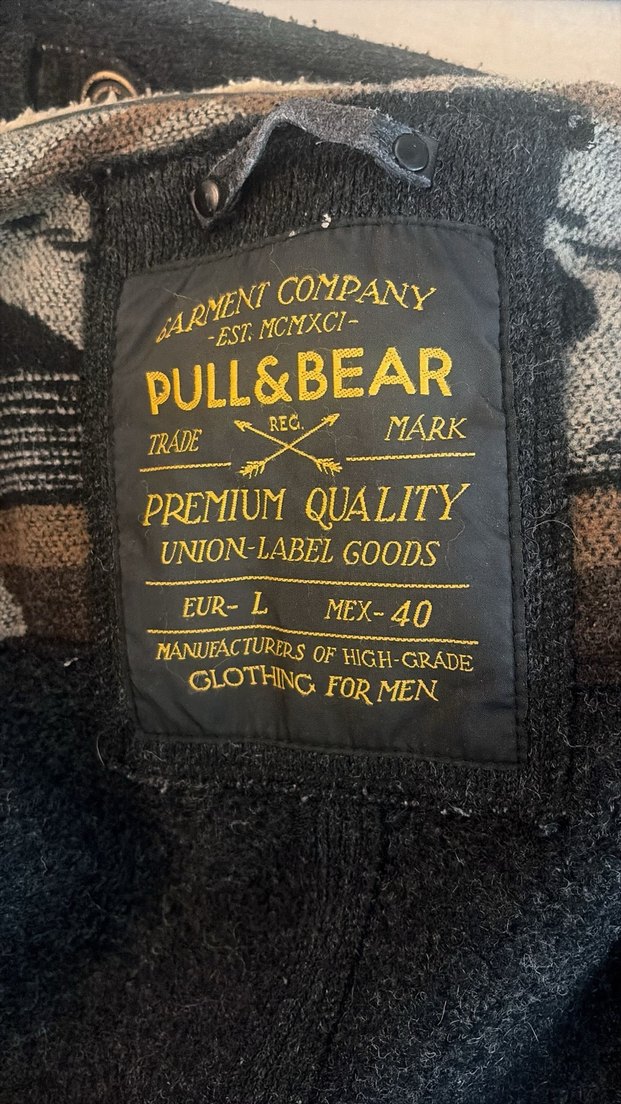 GARMENT COMPANY
-EST. MCMXCI-
PULL&BEAR
TRADE REG. MARK
PREMIUM QUALITY
UNION-LABEL GOODS
EUR- L MEX- 40
MANUFACTURERS OF HIGH-GRADE
CLOTHING FOR MEN